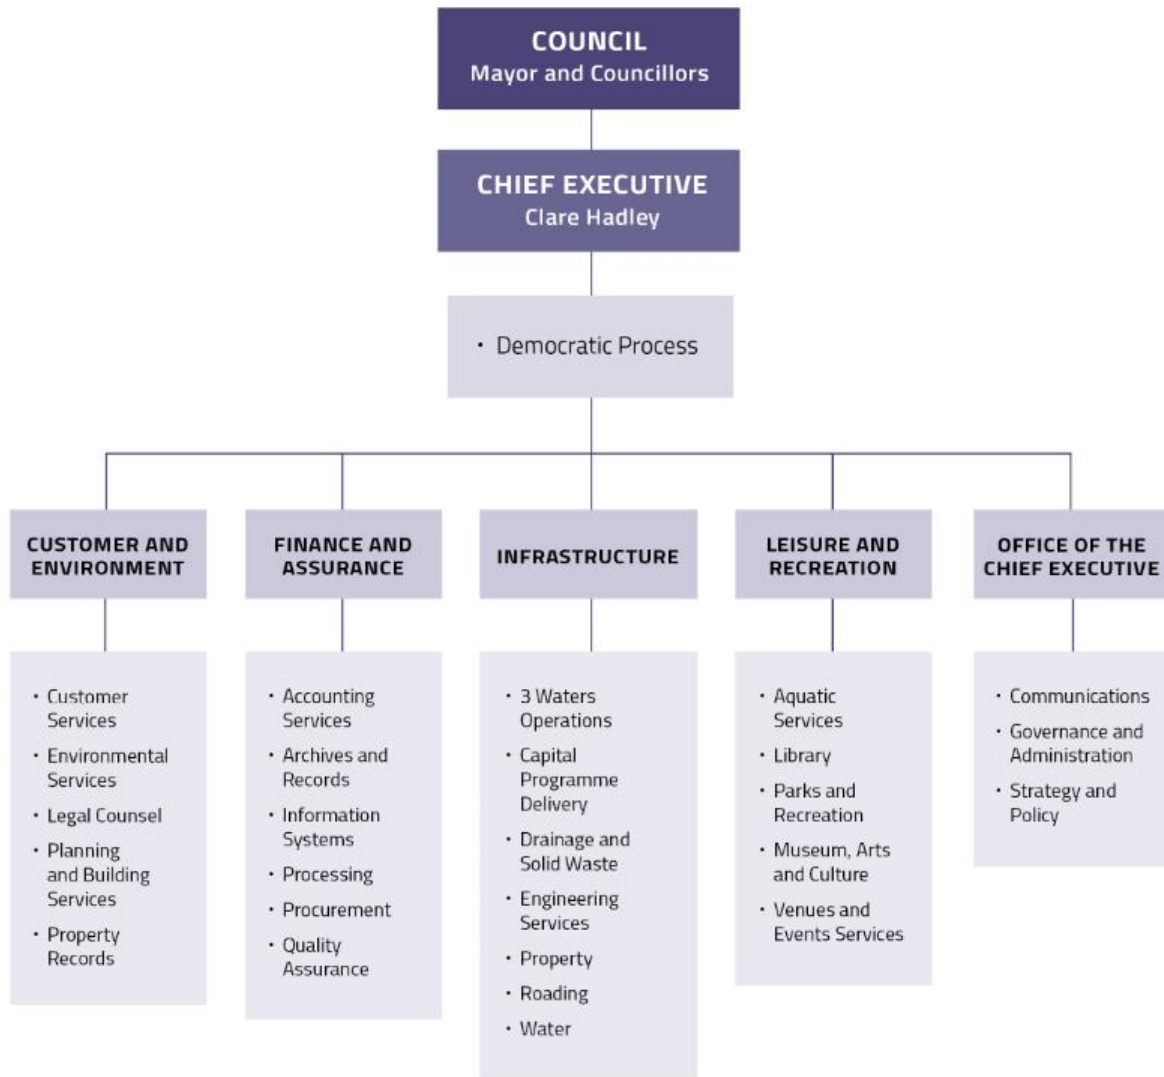 COUNCIL
Mayor and Councillors
CHIEF EXECUTIVE
Clare Hadley
• Democratic Process
CUSTOMER AND
ENVIRONMENT
• Customer
Services
• Environmental
Services
• Legal Counsel
• Planning
and Building
Services
• Property
Records
FINANCE AND
ASSURANCE
• Accounting
Services
• Archives and
Records
• Information
Systems
• Processing
• Procurement
• Quality
Assurance
INFRASTRUCTURE
• 3 Waters
Operations
• Capital
Programme
Delivery
• Drainage and
Solid Waste
• Engineering
Services
• Property
• Roading
• Water
LEISURE AND
RECREATION
• Aquatic
Services
• Library
• Parks and
Recreation
• Museum, Arts
and Culture
• Venues and
Events Services
OFFICE OF THE
CHIEF EXECUTIVE
• Communications
• Governance and
Administration
• Strategy and
Policy